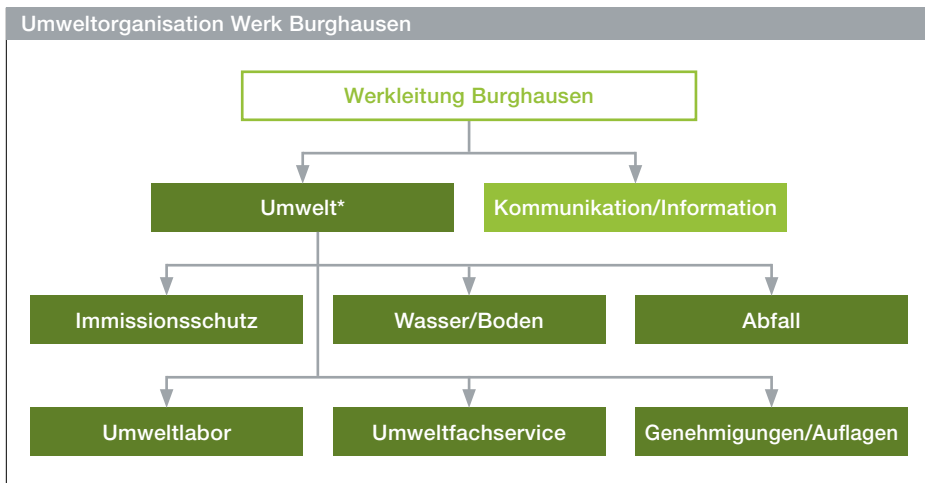 Umweltorganisation Werk Burghausen
Werkleitung Burghausen
Umwelt*
Kommunikation/Information
Immissionsschutz
Wasser/Boden
Abfall
Umweltlabor
Umweltfachservice
Genehmigungen/Auflagen